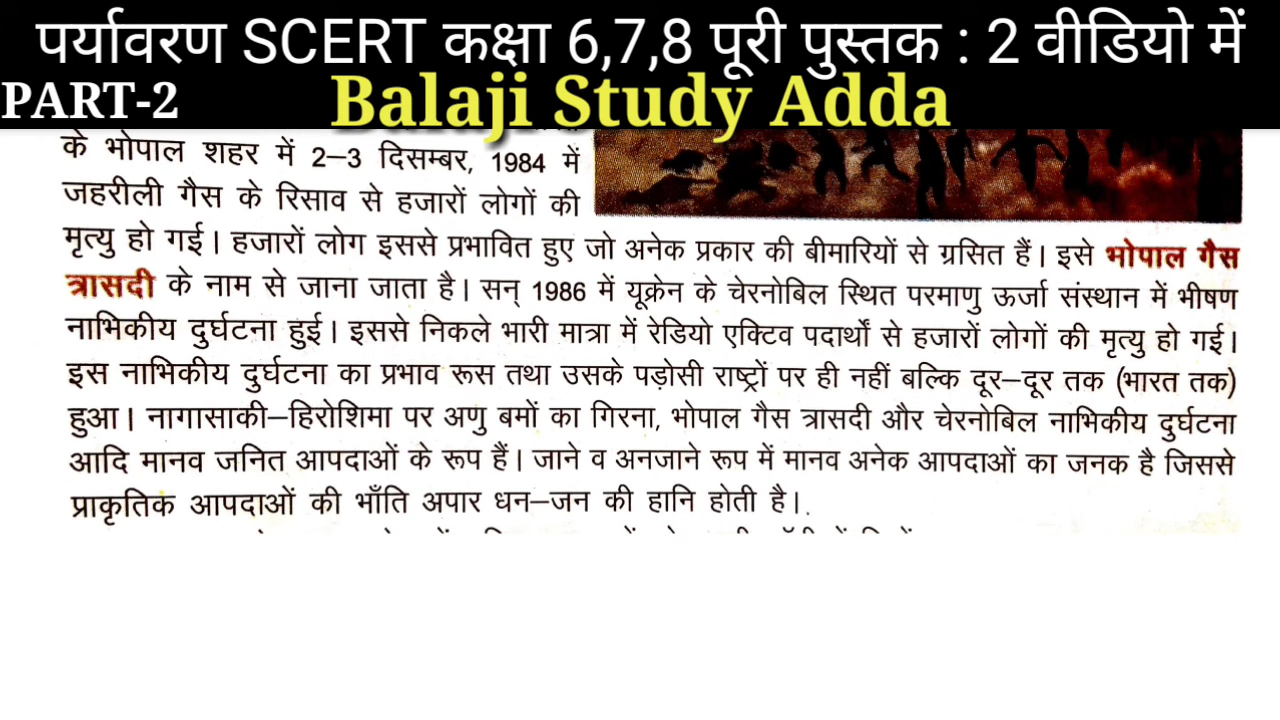 पर्यावरण SCERT कक्षा 6,7,8 पूरी पुस्तक : 2 वीडियो में
PART-2
Balaji Study Adda
के भोपाल शहर में 2–3 दिसम्बर, 1984 में
जहरीली गैस के रिसाव से हजारों लोगों की
मृत्यु हो गई। हजारों लोग इससे प्रभावित हुए जो अनेक प्रकार की बीमारियों से ग्रसित हैं। इसे भोपाल गैस
त्रासदी के नाम से जाना जाता है। सन् 1986 में यूक्रेन के चेरनोबिल स्थित परमाणु ऊर्जा संस्थान में भीषण
नाभिकीय दुर्घटना हुई। इससे निकले भारी मात्रा में रेडियो एक्टिव पदार्थों से हजारों लोगों की मृत्यु हो गई।
इस नाभिकीय दुर्घटना का प्रभाव रूस तथा उसके पड़ोसी राष्ट्रों पर ही नहीं बल्कि दूर–दूर तक (भारत तक)
हुआ। नागासाकी–हिरोशिमा पर अणु बमों का गिरना, भोपाल गैस त्रासदी और चेरनोबिल नाभिकीय दुर्घटना
आदि मानव जनित आपदाओं के रूप हैं। जाने व अनजाने रूप में मानव अनेक आपदाओं का जनक है जिससे
प्राकृतिक आपदाओं की भाँति अपार धन–जन की हानि होती है।